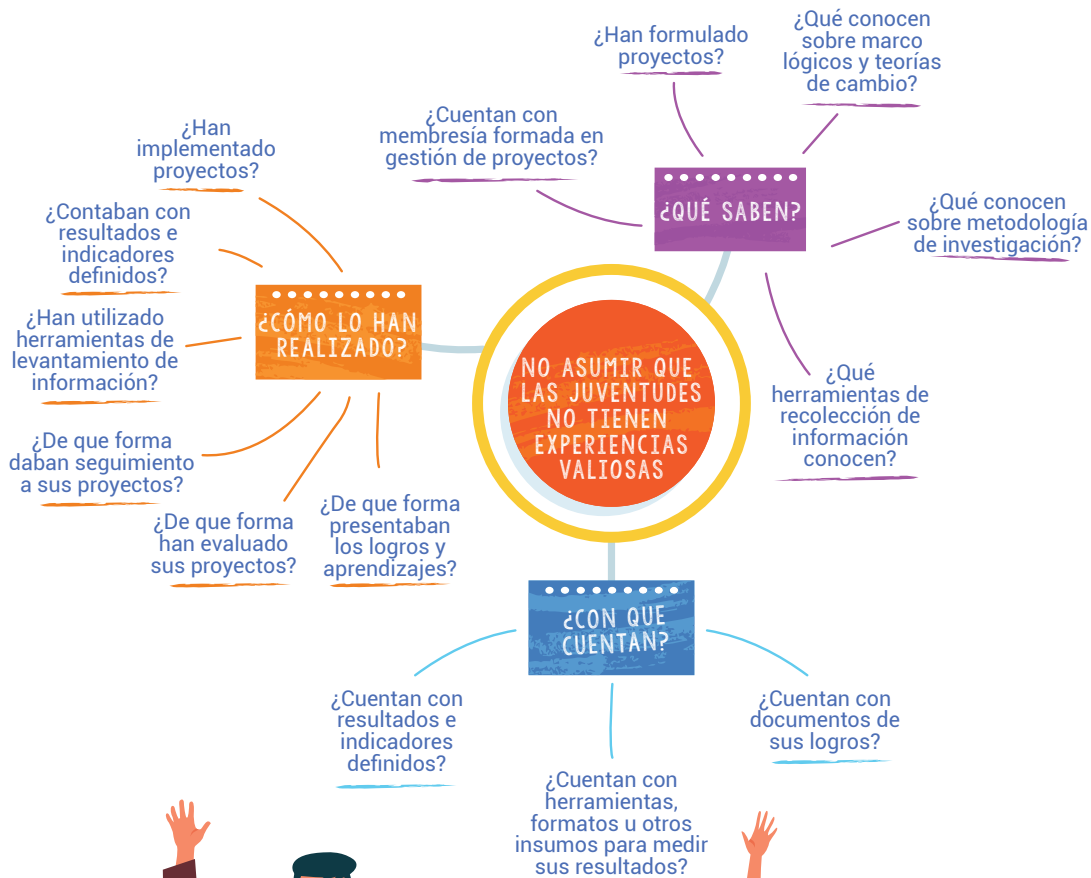 ¿Qué conocen
sobre marco
lógicos y teorías
de cambio?
¿Han formulado
proyectos?
¿Cuentan con
membresía formada en
gestión de proyectos?
¿QUÉ SABEN?
¿Qué conocen
sobre metodología
de investigación?
¿Qué
herramientas de
recolección de
información
conocen?
¿Han
implementado
proyectos?
¿Contaban con
resultados e
indicadores
definidos?
¿Han utilizado
herramientas de
levantamiento de
información?
¿CÓMO LO HAN
REALIZADO?
¿De que forma
daban seguimiento
a sus proyectos?
¿De que forma
han evaluado
sus proyectos?
¿De que forma
presentaban
los logros y
aprendizajes?
NO ASUMIR QUE
LAS JUVENTUDES
NO TIENEN
EXPERIENCIAS
VALIOSAS
¿CON QUE
CUENTAN?
¿Cuentan con
resultados e
indicadores
definidos?
¿Cuentan con
herramientas,
formatos u otros
insumos para medir
sus resultados?
¿Cuentan con
documentos de
sus logros?